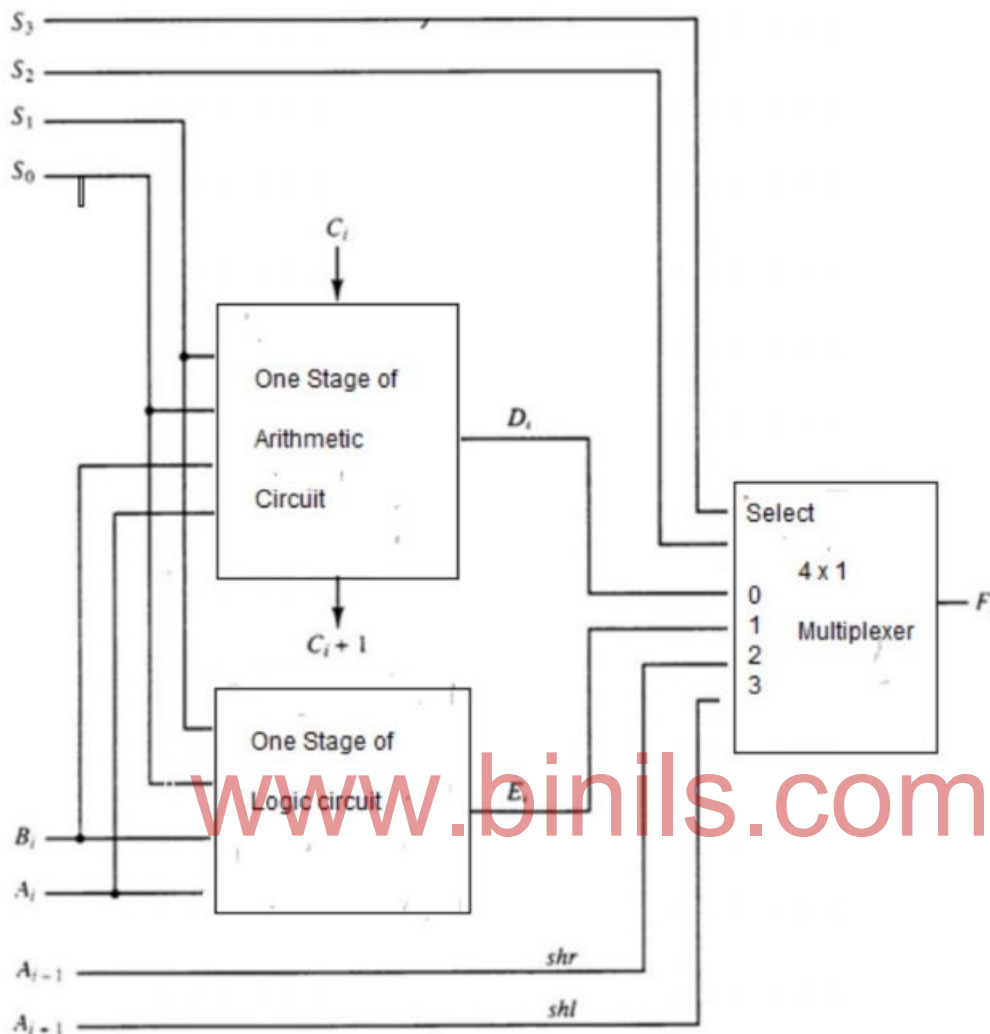 S₃
S₂
S₁
S₀
Cᵢ
One Stage of
Arithmetic
Circuit
Dᵢ
Select
4 x 1
0
1
Multiplexer
2
3
F
Cᵢ + 1
One Stage of
Logic circuit
Eᵢ
www.binils.com
Bᵢ
Aᵢ
Aᵢ₋₁
shr
Aᵢ₊₁
shl